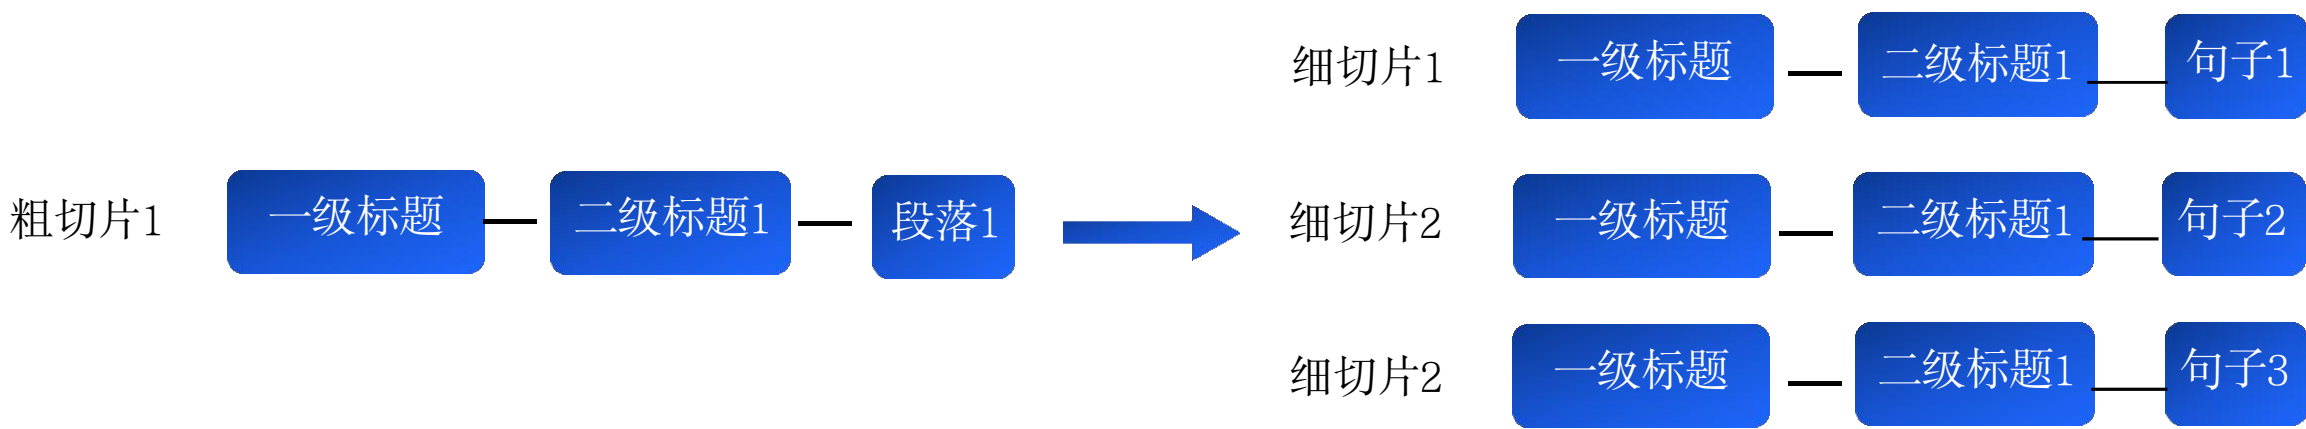 粗切片1
一级标题
二级标题1
段落1
细切片1
一级标题
二级标题1
句子1
细切片2
一级标题
二级标题1
句子2
细切片2
一级标题
二级标题1
句子3